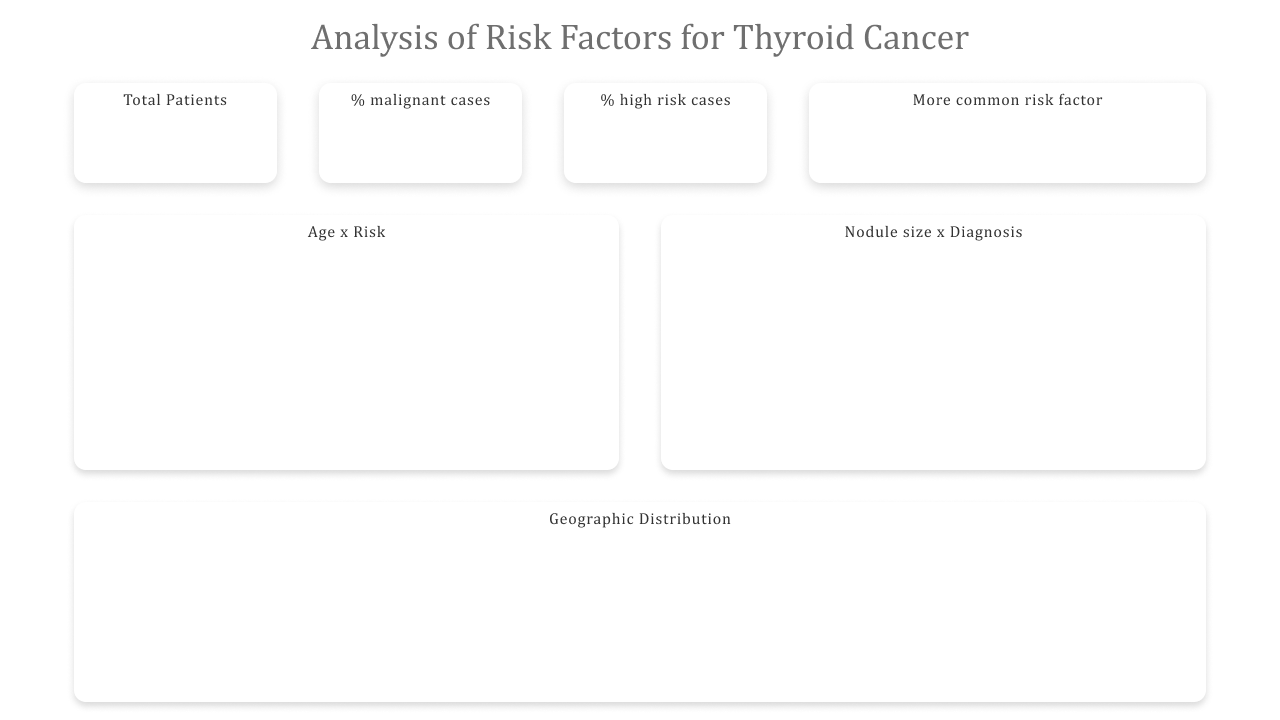 Analysis of Risk Factors for Thyroid Cancer
Total Patients
% malignant cases
% high risk cases
More common risk factor
Age x Risk
Nodule size x Diagnosis
Geographic Distribution